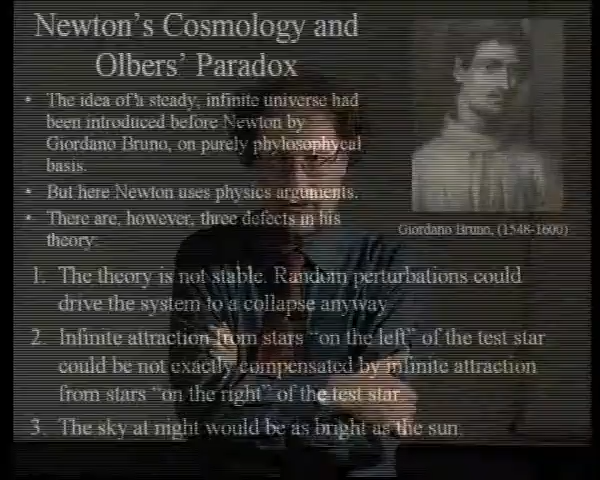 Newton's Cosmology and
Olbers' Paradox
• The idea of a steady, infinite universe had
been introduced before Newton by
Giordano Bruno, on purely phylosophycal
basis.
• But here Newton uses physics arguments.
• There are, however, three defects in his
theory:
Giordano Bruno, (1548-1600)
1. The theory is not stable. Random perturbations could
drive the system to a collapse anyway
2. Infinite attraction from stars "on the left" of the test star
could be not exactly compensated by infinite attraction
from stars "on the right" of the test star.
3. The sky at night would be as bright as the sun.